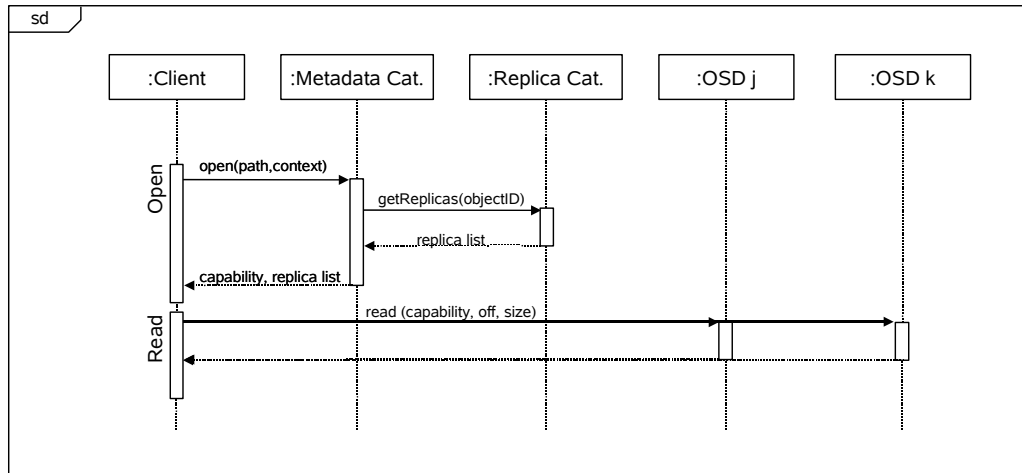 sd
:Client
:Metadata Cat.
:Replica Cat.
:OSD j
:OSD k
Open
open(path,context)
getReplicas(objectID)
replica list
capability, replica list
Read
read (capability, off, size)